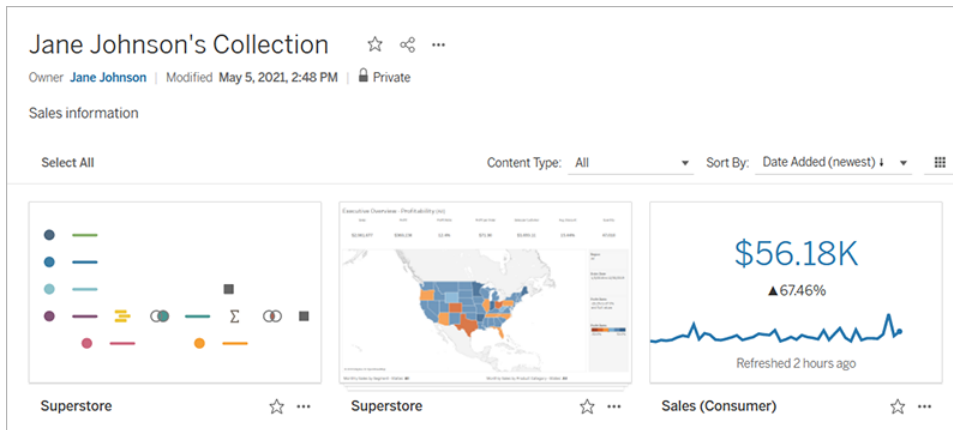 Jane Johnson's Collection
Owner Jane Johnson | Modified May 5, 2021, 2:48 PM | Private
Sales information
Select All Content Type: All Sort By: Date Added (newest)
Executive Overview - Profitability
$56.18K
▲67.46%
Refreshed 2 hours ago
Superstore Superstore Sales (Consumer)